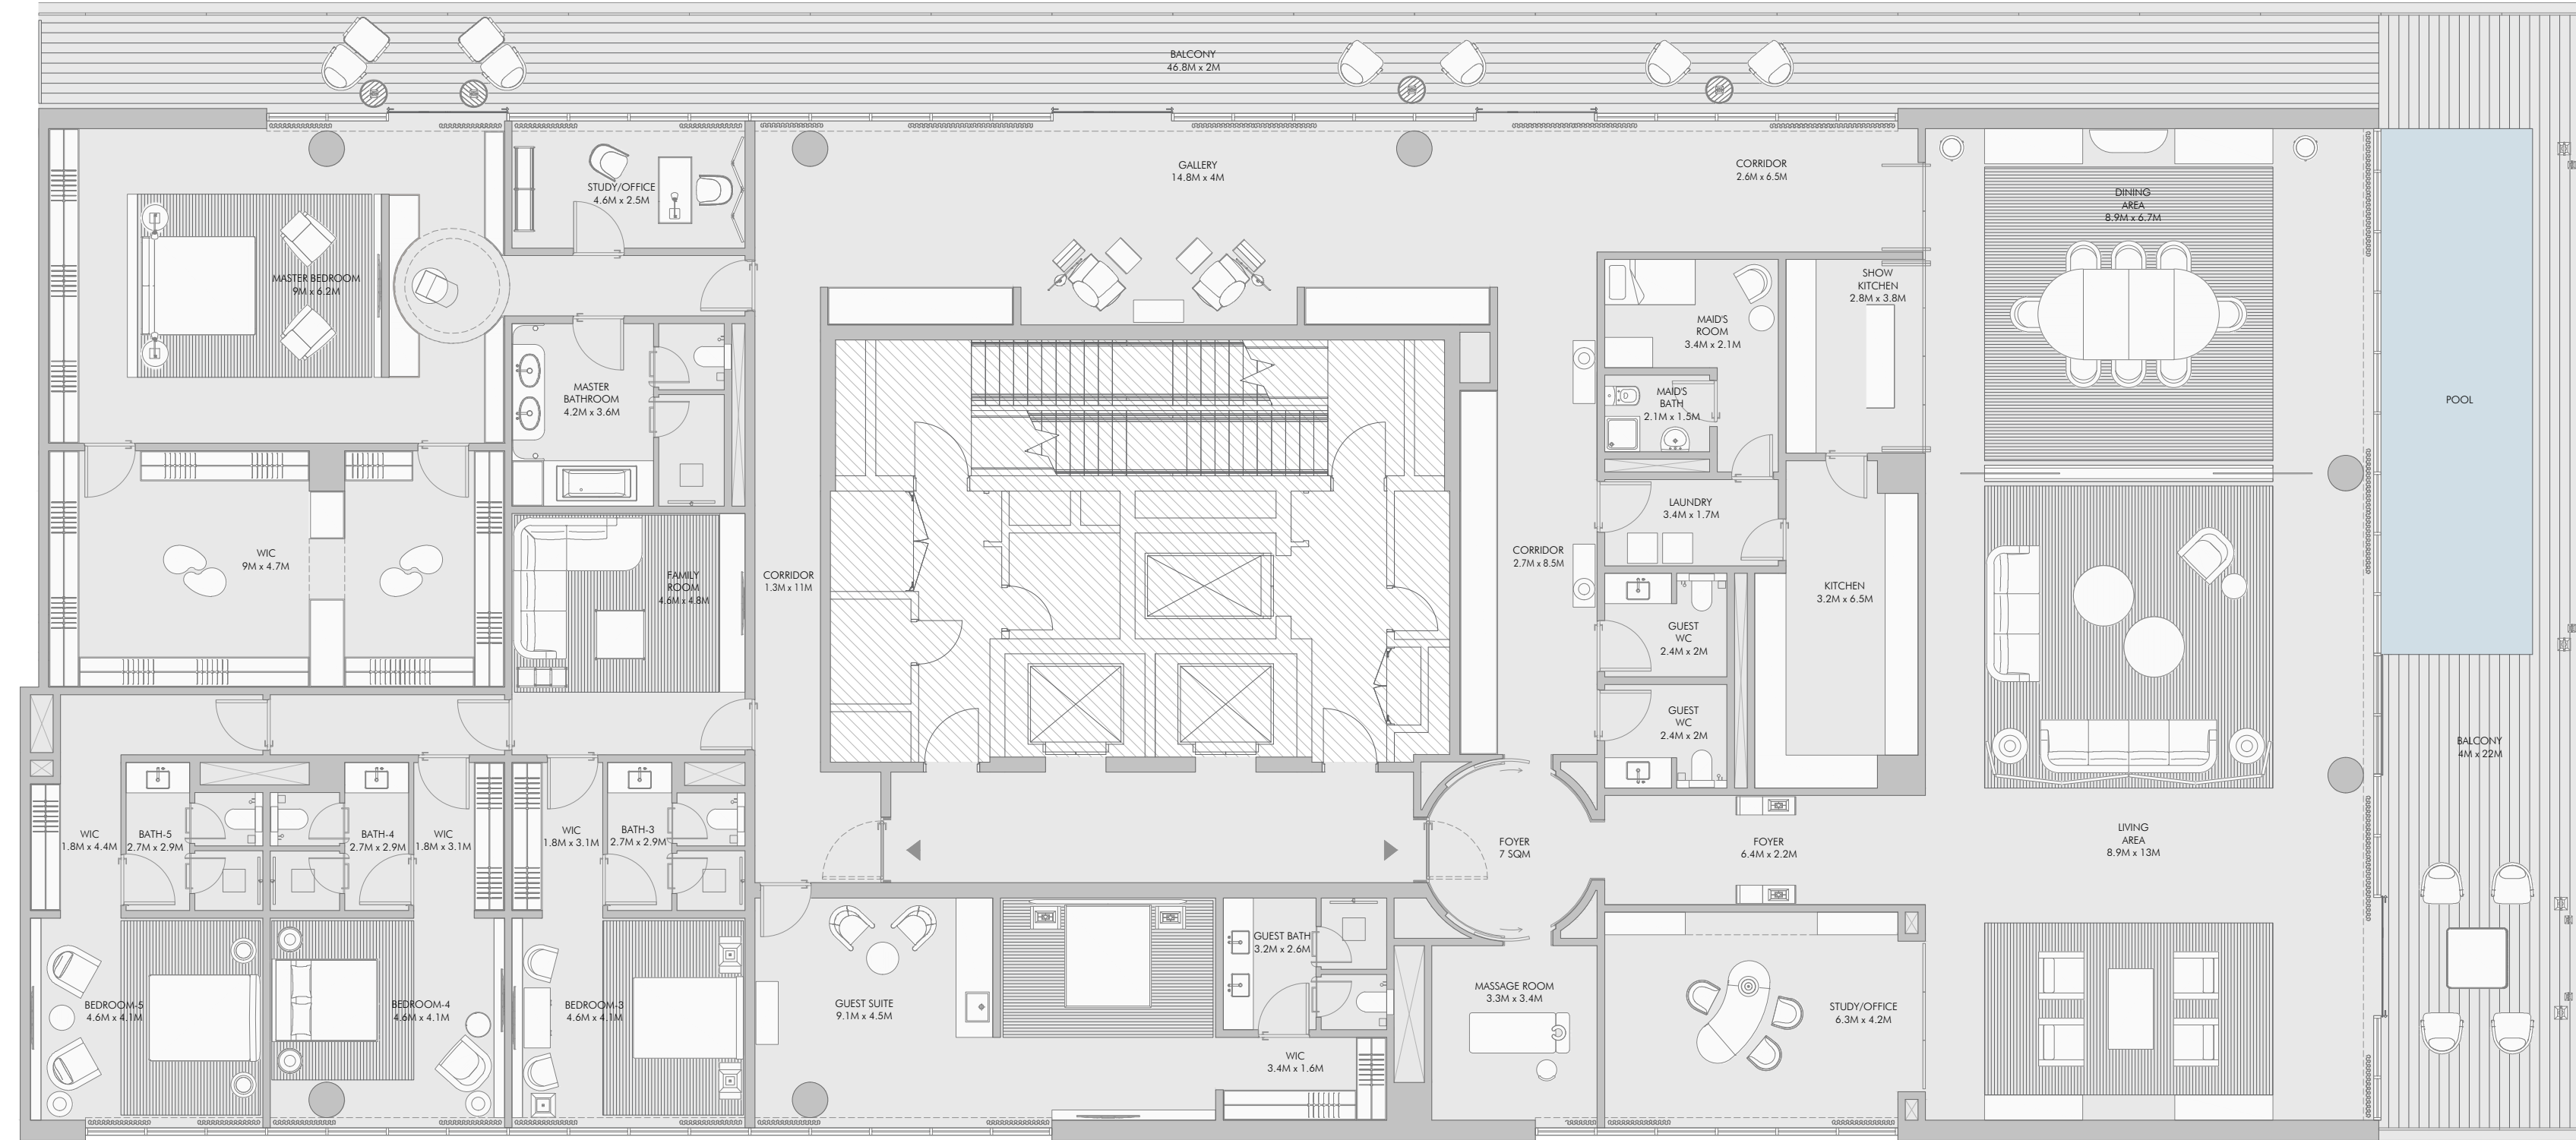 BALCONY
46.8M x 2M
GALLERY
14.8M x 4M
CORRIDOR
2.6M x 6.5M
STUDY/OFFICE
4.6M x 2.5M
DINING
AREA
8.9M x 6.7M
MASTER BEDROOM
9M x 6.2M
SHOW
KITCHEN
2.8M x 3.8M
MAID'S
ROOM
3.4M x 2.1M
MASTER
BATHROOM
4.2M x 3.6M
MAID'S
BATH
2.1M x 1.5M
POOL
LAUNDRY
3.4M x 1.7M
WIC
9M x 4.7M
FAMILY
ROOM
4.6M x 4.8M
CORRIDOR
1.3M x 11M
CORRIDOR
2.7M x 8.5M
KITCHEN
3.2M x 6.5M
GUEST
WC
2.4M x 2M
GUEST
WC
2.4M x 2M
BALCONY
4M x 22M
WIC
1.8M x 4.4M
BATH-5
2.7M x 2.9M
BATH-4
2.7M x 2.9M
WIC
1.8M x 3.1M
WIC
1.8M x 3.1M
BATH-3
2.7M x 2.9M
FOYER
7 SQM
FOYER
6.4M x 2.2M
LIVING
AREA
8.9M x 13M
GUEST BATH
3.2M x 2.6M
BEDROOM-5
4.6M x 4.1M
BEDROOM-4
4.6M x 4.1M
BEDROOM-3
4.6M x 4.1M
GUEST SUITE
9.1M x 4.5M
MASSAGE ROOM
3.3M x 3.4M
STUDY/OFFICE
6.3M x 4.2M
WIC
3.4M x 1.6M